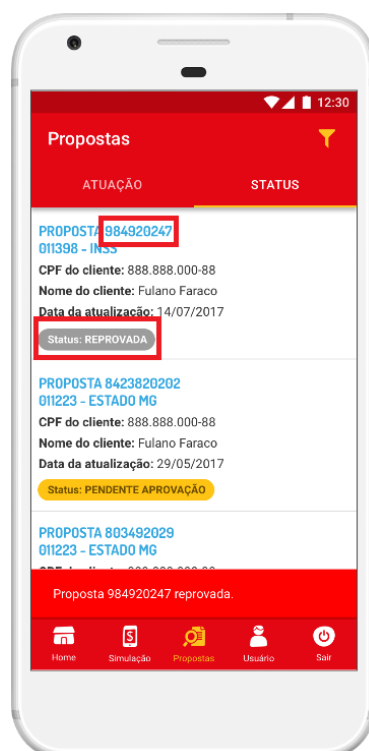 12:30
Propostas
ATUAÇÃO STATUS
PROPOSTA 984920247
011398 - INSS
CPF do cliente: 888.888.000-88
Nome do cliente: Fulano Faraco
Data da atualização: 14/07/2017
Status: REPROVADA
PROPOSTA 8423820202
011223 - ESTADO MG
CPF do cliente: 888.888.000-88
Nome do cliente: Fulano Faraco
Data da atualização: 29/05/2017
Status: PENDENTE APROVAÇÃO
PROPOSTA 803492029
011223 - ESTADO MG
Proposta 984920247 reprovada.
Home Simulação Propostas Usuário Sair